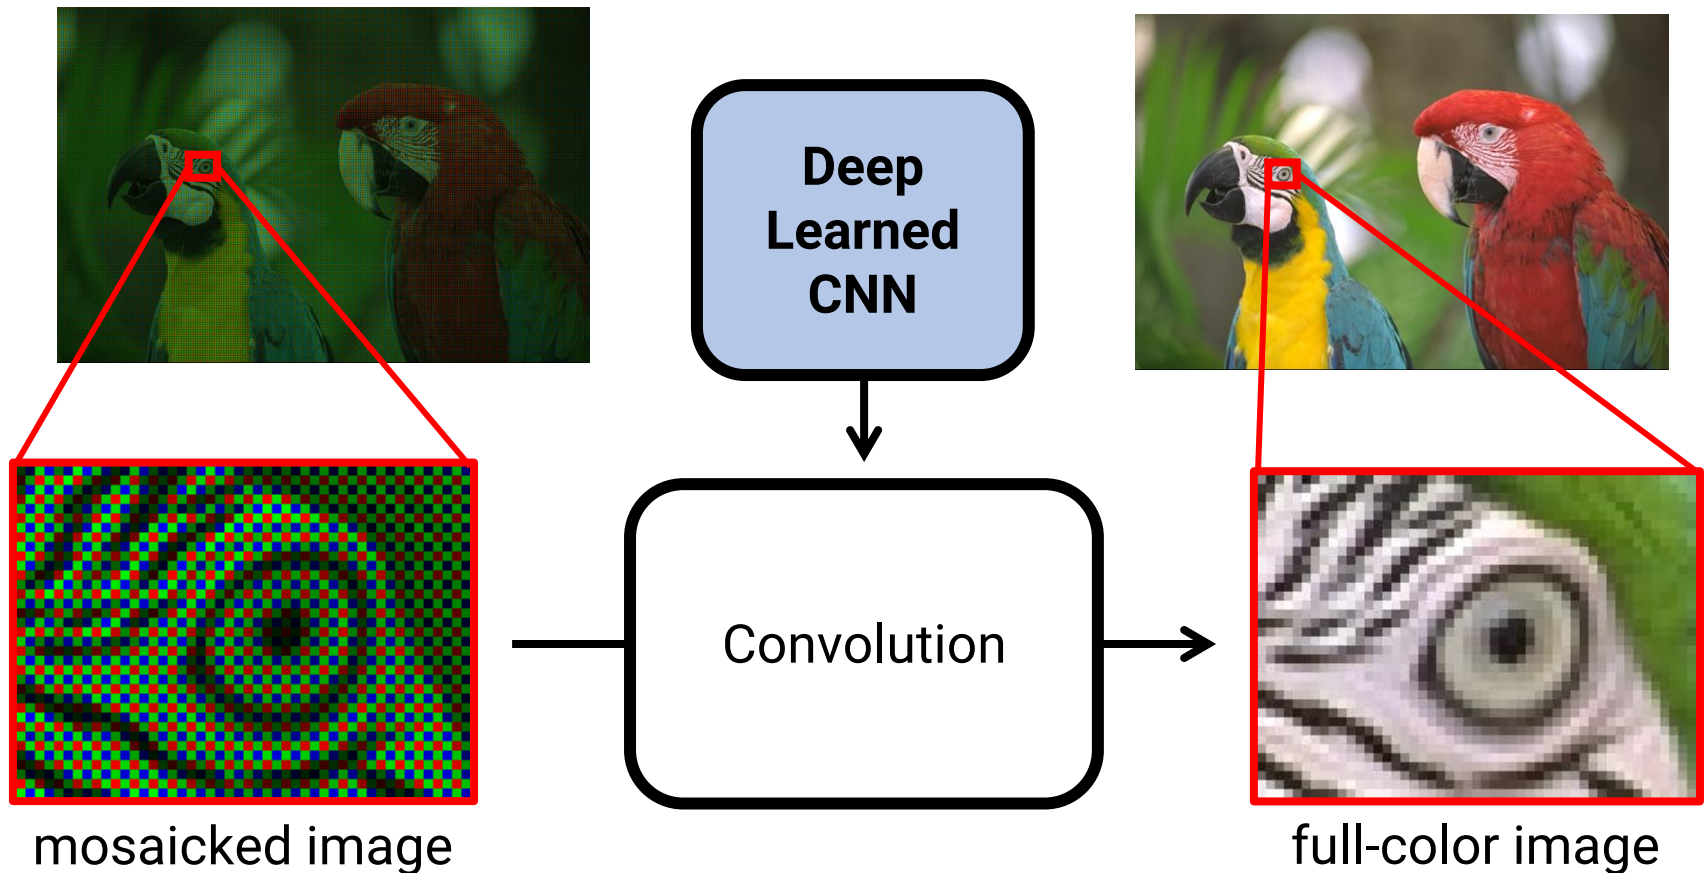 Deep
Learned
CNN
Convolution
mosaicked image
full-color image